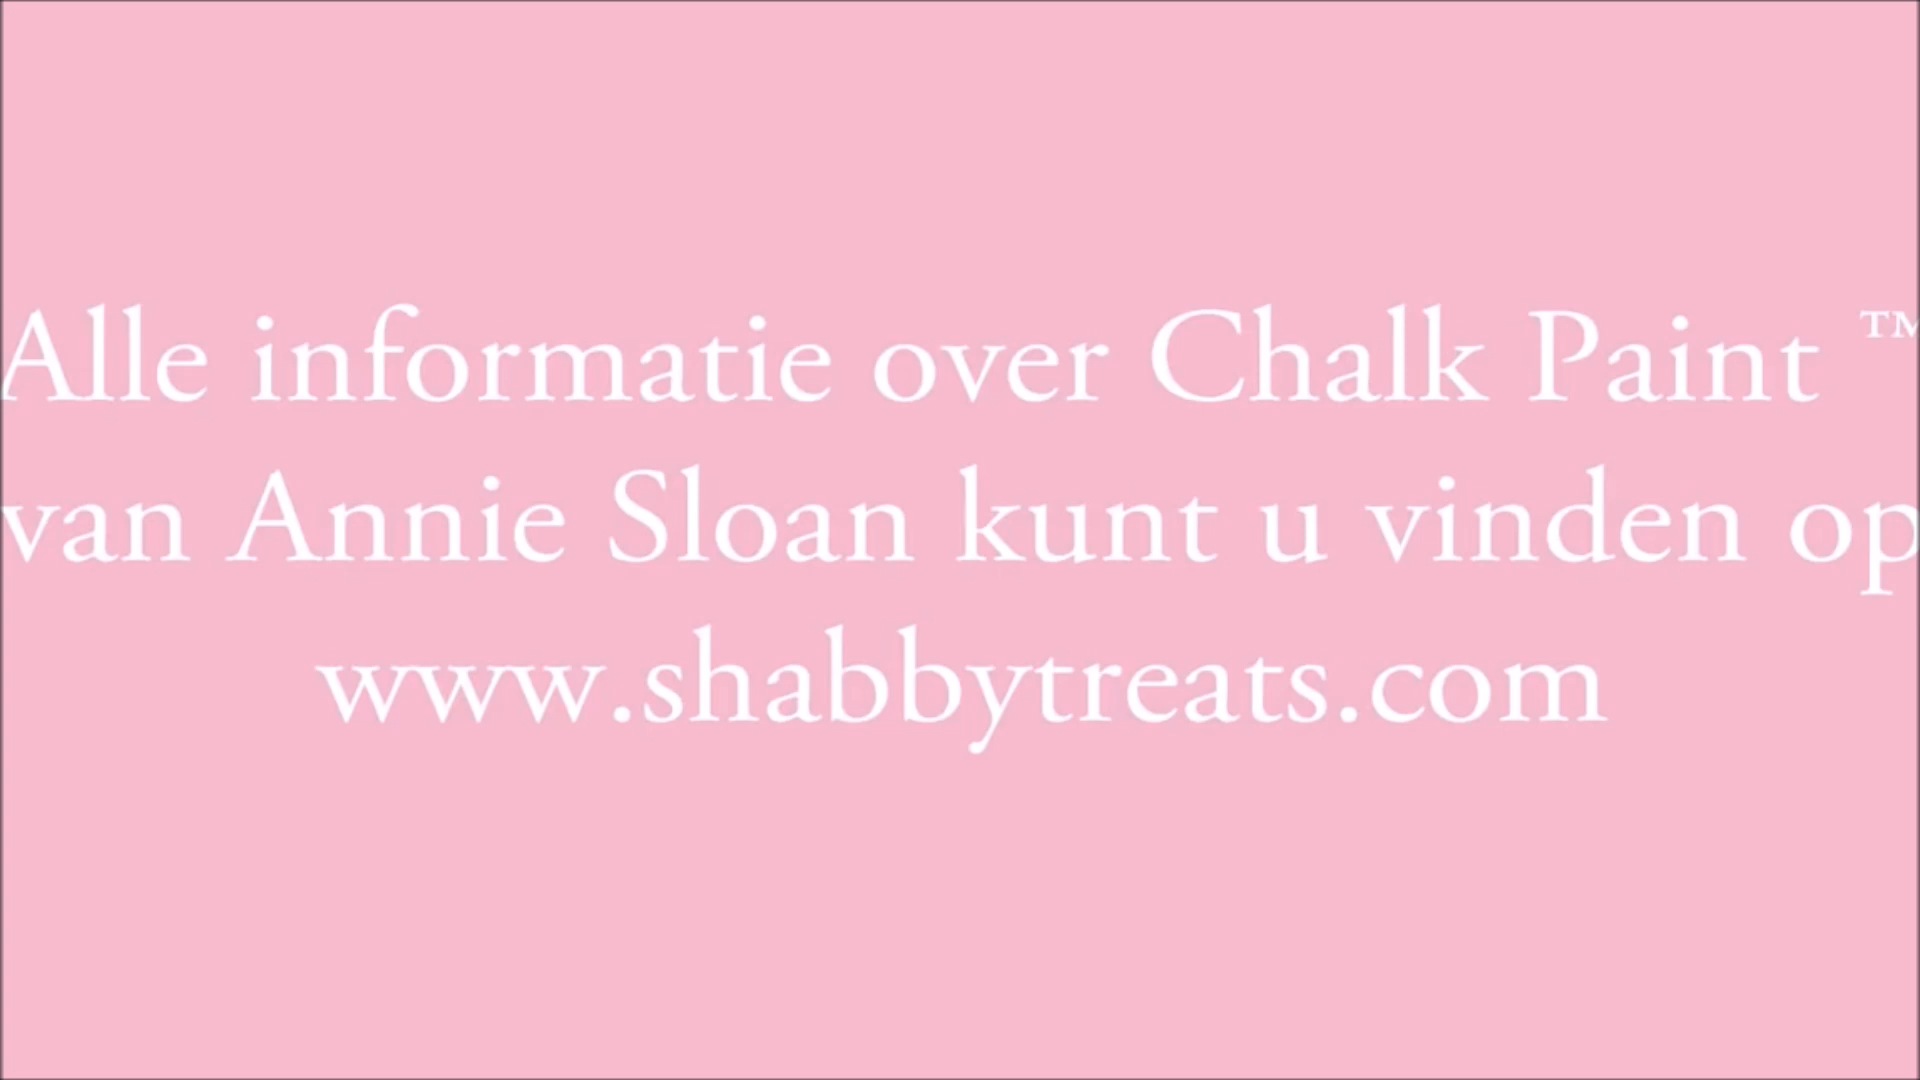 Alle informatie over Chalk Paint ™
van Annie Sloan kunt u vinden op
www.shabbytreats.com